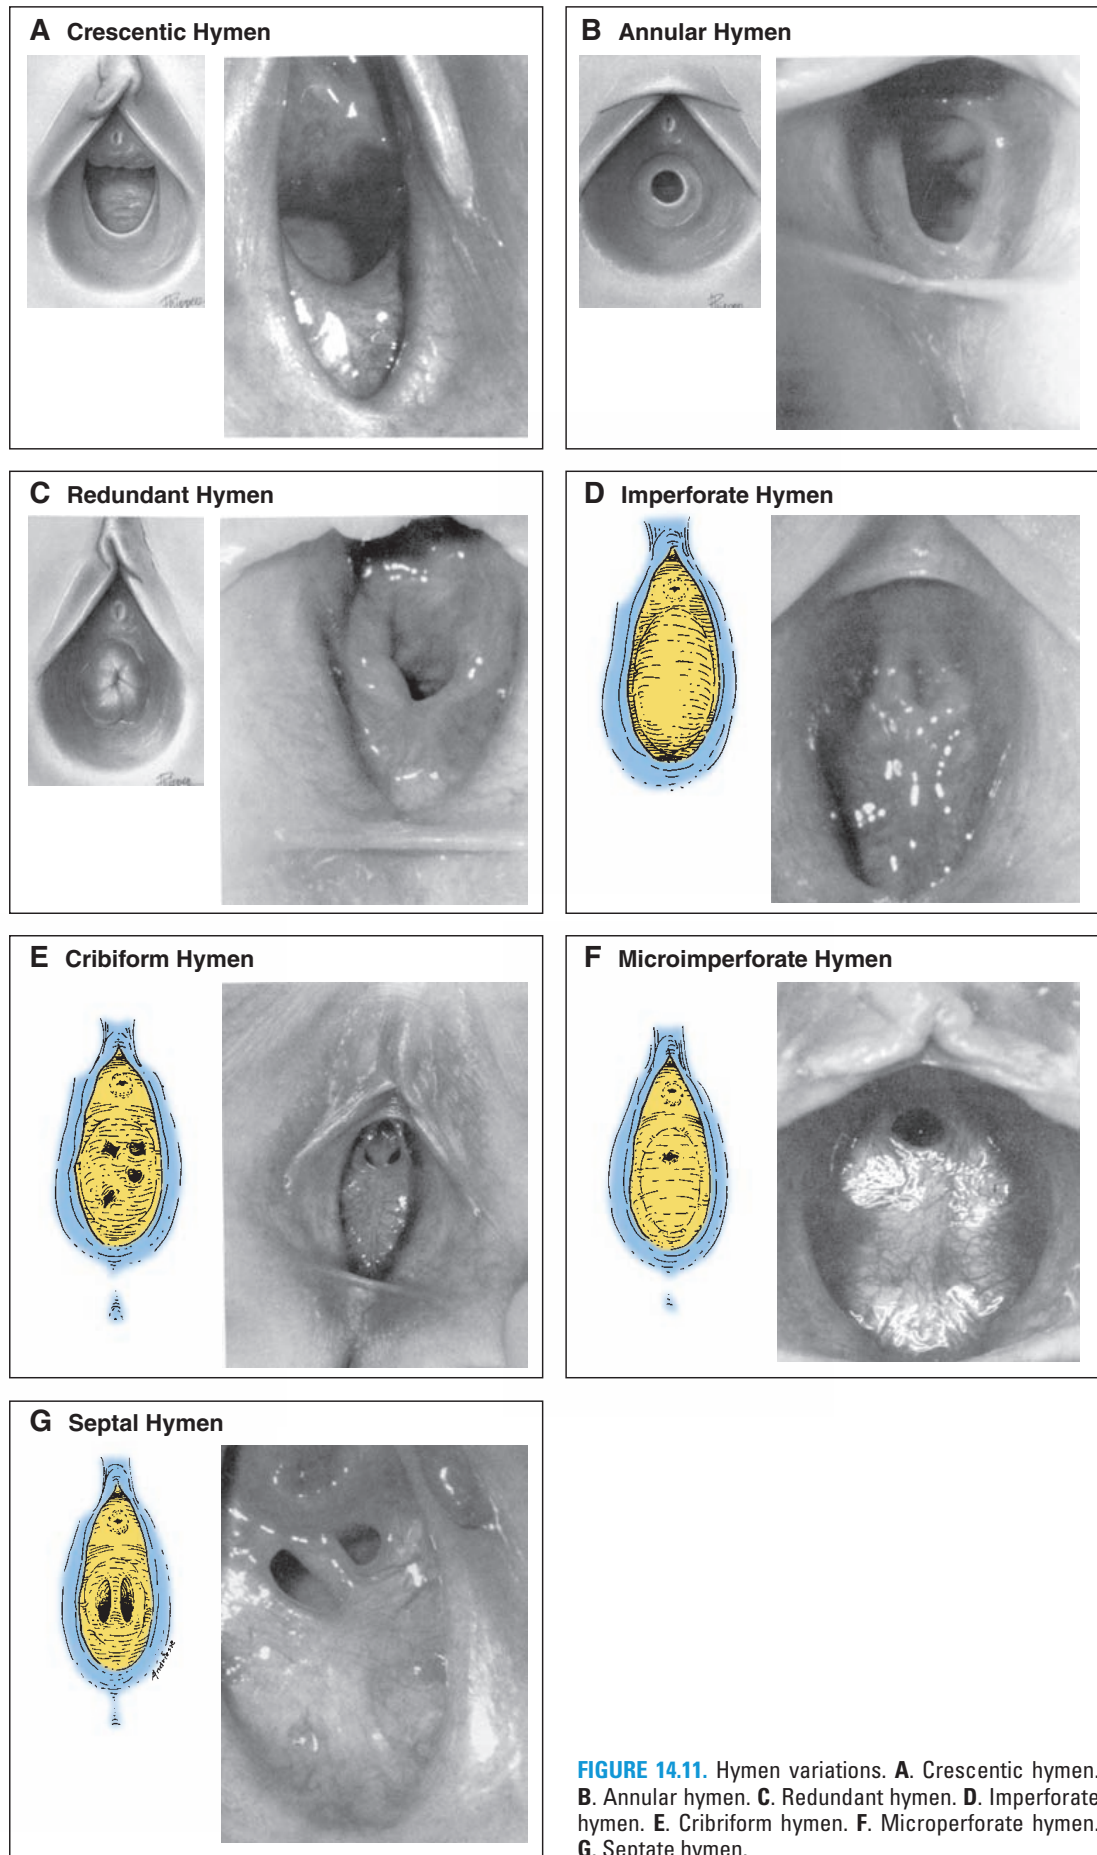 A Crescentic Hymen
B Annular Hymen
C Redundant Hymen
D Imperforate Hymen
E Cribiform Hymen
F Microimperforate Hymen
G Septal Hymen
FIGURE 14.11. Hymen variations. A. Crescentic hymen.
B. Annular hymen. C. Redundant hymen. D. Imperforate
hymen. E. Cribriform hymen. F. Microperforate hymen.
G. Septate hymen.